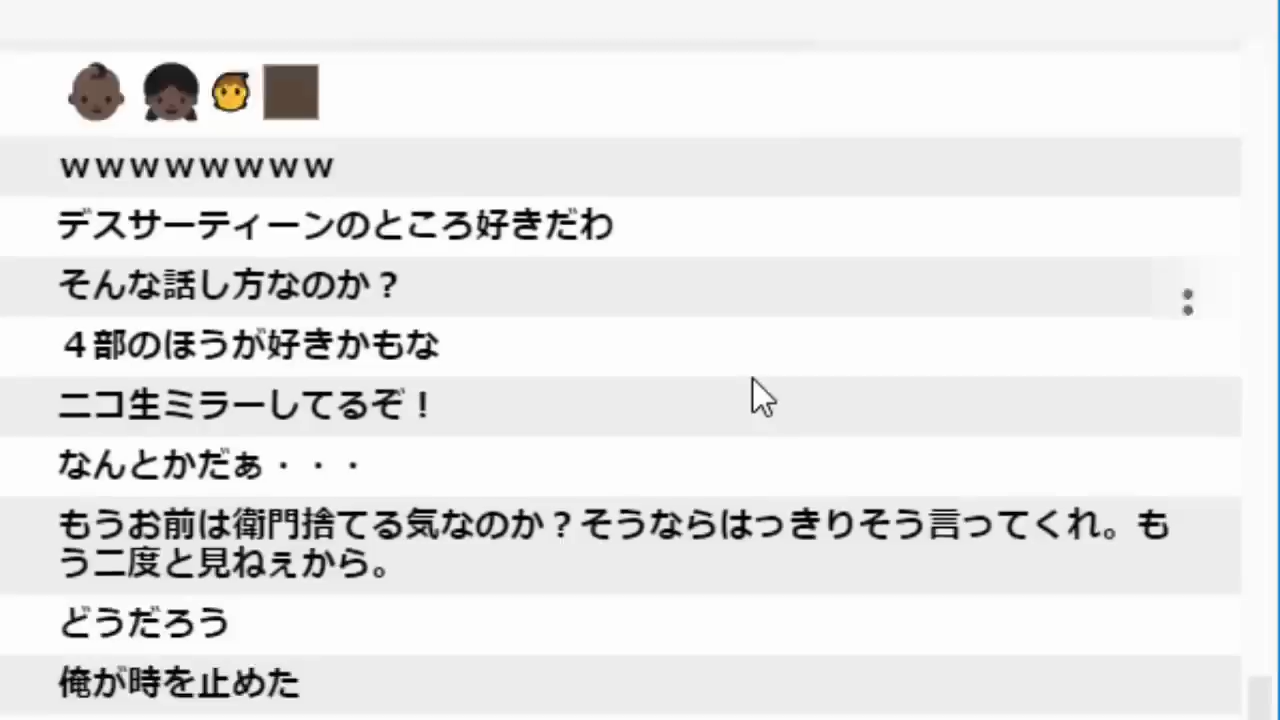 ｗｗｗｗｗｗｗｗ
デスサーティーンのところ好きだわ
そんな話し方なのか？
４部のほうが好きかもな
ニコ生ミラーしてるぞ！
なんとかだぁ・・・
もうお前は衛門捨てる気なのか？そうならはっきりそう言ってくれ。も
う二度と見ねぇから。
どうだろう
俺が時を止めた